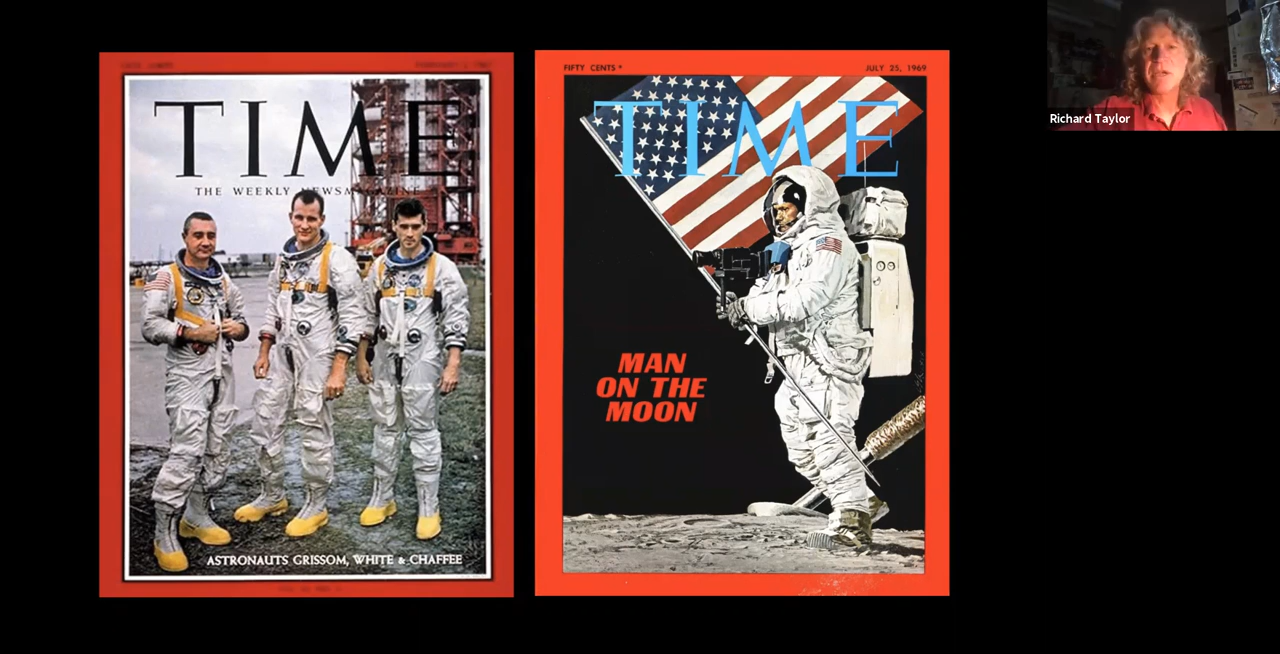 TIME
THE WEEKLY NEWSMAGAZINE
ASTRONAUTS GRISSOM, WHITE & CHAFFEE
FIFTY CENTS * JULY 25, 1969
TIME
MAN
ON THE
MOON
Richard Taylor